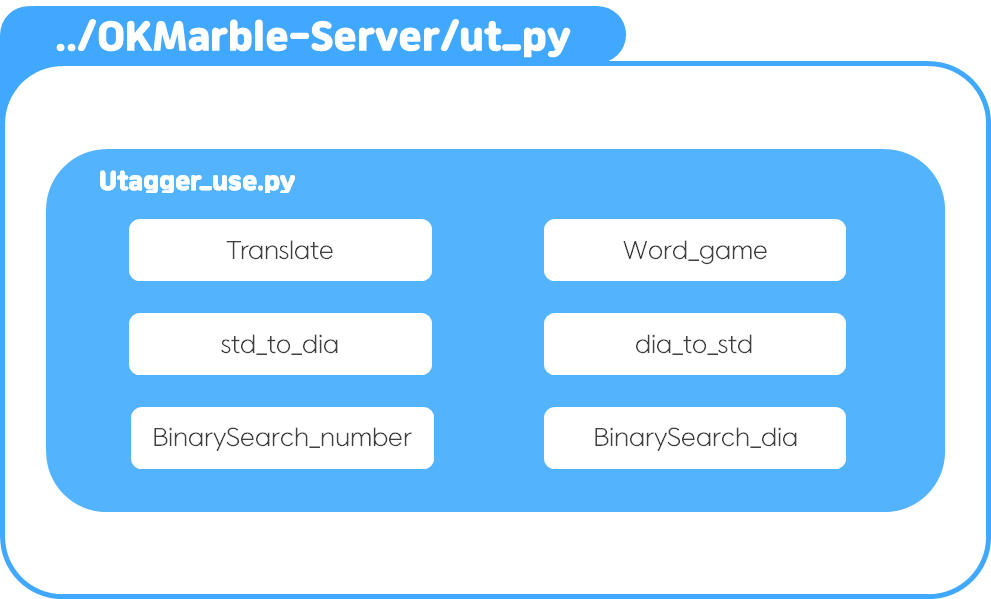 ../OKMarble-Server/ut_py
Utagger_use.py
Translate
Word_game
std_to_dia
dia_to_std
BinarySearch_number
BinarySearch_dia